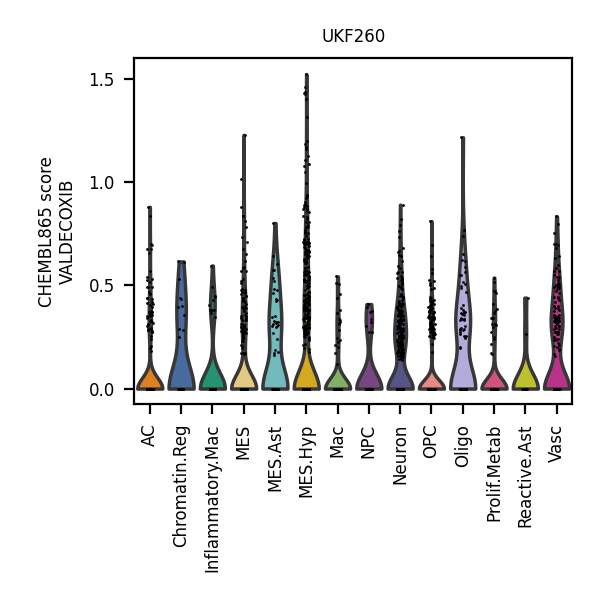 UKF260
CHEMBL865 score
VALDECOXIB
1.5
1.0
0.5
0.0
AC
Chromatin.Reg
Inflammatory.Mac
MES
MES.Ast
MES.Hyp
Mac
NPC
Neuron
OPC
Oligo
Prolif.Metab
Reactive.Ast
Vasc